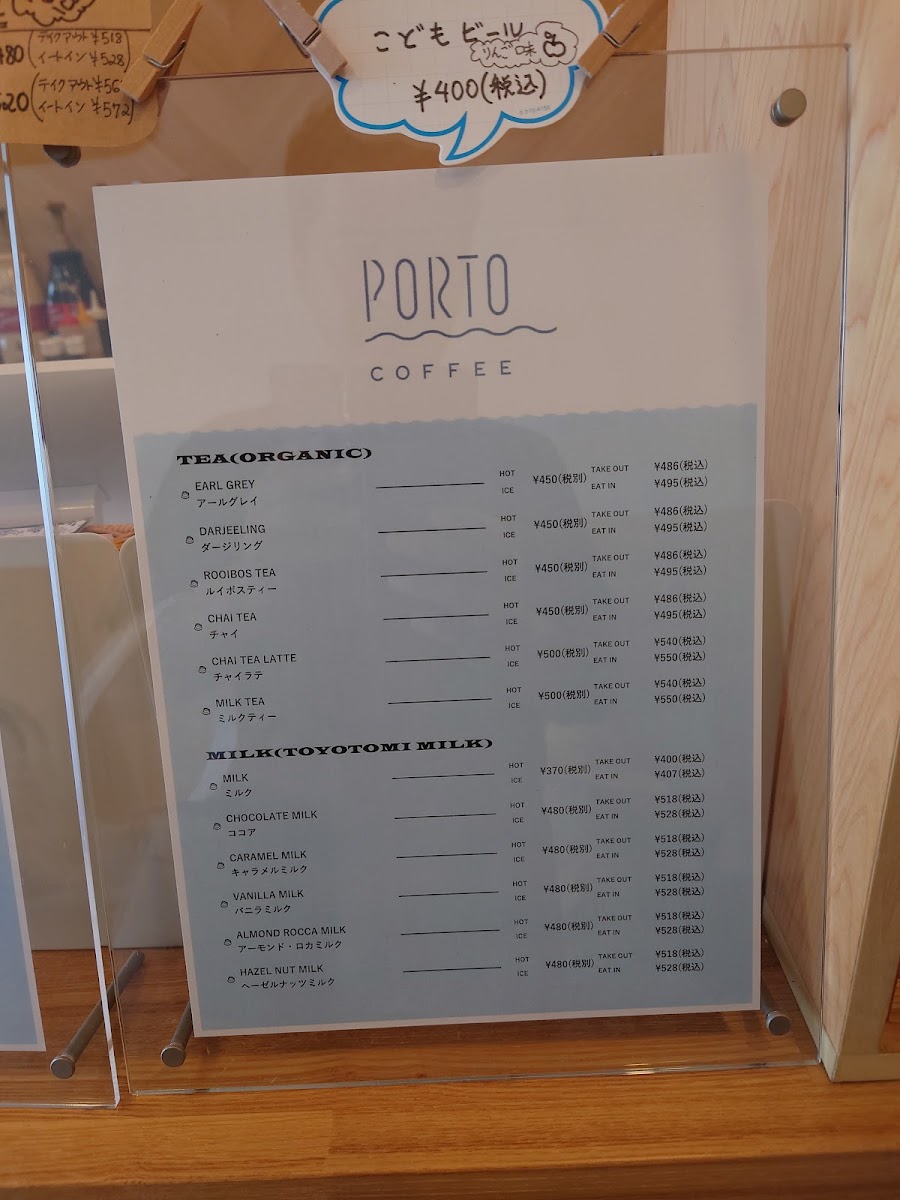 テイクアウト¥518
480
イートイン ¥528
テイクアウト¥56
520
イートイン ¥572
こども ビール
りんご味
¥400(税込)
PORTO
COFFEE
TEA(ORGANIC)
EARL GREY HOT ICE ¥450(税別) TAKE OUT ¥486(税込)
アールグレイ EAT IN ¥495(税込)
DARJEELING HOT ICE ¥450(税別) TAKE OUT ¥486(税込)
ダージリング EAT IN ¥495(税込)
ROOIBOS TEA HOT ICE ¥450(税別) TAKE OUT ¥486(税込)
ルイボスティー EAT IN ¥495(税込)
CHAI TEA HOT ICE ¥450(税別) TAKE OUT ¥486(税込)
チャイ EAT IN ¥495(税込)
CHAI TEA LATTE HOT ICE ¥500(税別) TAKE OUT ¥540(税込)
チャイラテ EAT IN ¥550(税込)
MILK TEA HOT ICE ¥500(税別) TAKE OUT ¥540(税込)
ミルクティー EAT IN ¥550(税込)
MILK(TOYOTOMI MILK)
MILK HOT ICE ¥370(税別) TAKE OUT ¥400(税込)
ミルク EAT IN ¥407(税込)
CHOCOLATE MILK HOT ICE ¥480(税別) TAKE OUT ¥518(税込)
ココア EAT IN ¥528(税込)
CARAMEL MILK HOT ICE ¥480(税別) TAKE OUT ¥518(税込)
キャラメルミルク EAT IN ¥528(税込)
VANILLA MILK HOT ICE ¥480(税別) TAKE OUT ¥518(税込)
バニラミルク EAT IN ¥528(税込)
ALMOND ROCCA MILK HOT ICE ¥480(税別) TAKE OUT ¥518(税込)
アーモンド・ロカミルク EAT IN ¥528(税込)
HAZEL NUT MILK HOT ICE ¥480(税別) TAKE OUT ¥518(税込)
ヘーゼルナッツミルク EAT IN ¥528(税込)